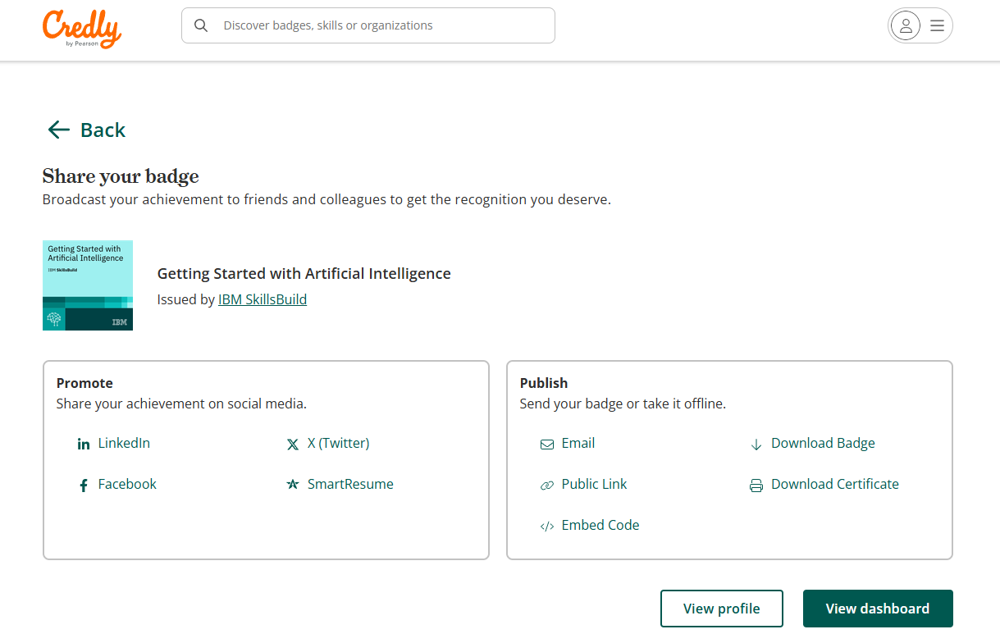 Credly
by Pearson
Discover badges, skills or organizations
Back
Share your badge
Broadcast your achievement to friends and colleagues to get the recognition you deserve.
Getting Started with
Artificial Intelligence
IBM SkillsBuild
IBM
Getting Started with Artificial Intelligence
Issued by IBM SkillsBuild
Promote
Share your achievement on social media.
LinkedIn
X (Twitter)
Facebook
SmartResume
Publish
Send your badge or take it offline.
Email
Download Badge
Public Link
Download Certificate
Embed Code
View profile
View dashboard